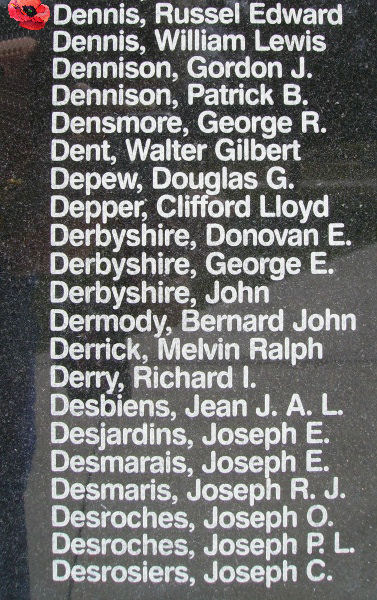 Dennis, Russel Edward
Dennis, William Lewis
Dennison, Gordon J.
Dennison, Patrick B.
Densmore, George R.
Dent, Walter Gilbert
Depew, Douglas G.
Depper, Clifford Lloyd
Derbyshire, Donovan E.
Derbyshire, George E.
Derbyshire, John
Dermody, Bernard John
Derrick, Melvin Ralph
Derry, Richard I.
Desbiens, Jean J. A. L.
Desjardins, Joseph E.
Desmarais, Joseph E.
Desmaris, Joseph R. J.
Desroches, Joseph O.
Desroches, Joseph P. L.
Desrosiers, Joseph C.